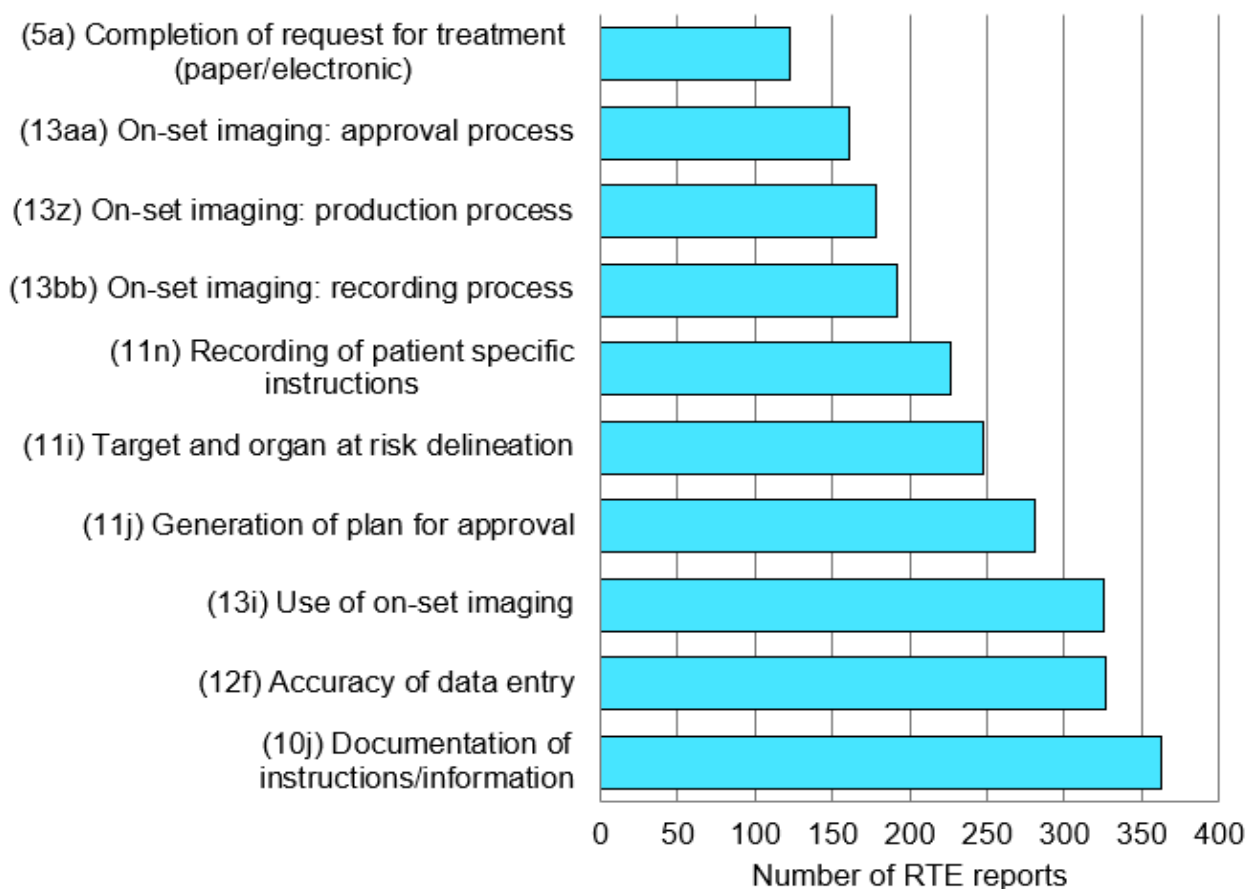 (5a) Completion of request for treatment
(paper/electronic)
(13aa) On-set imaging: approval process
(13z) On-set imaging: production process
(13bb) On-set imaging: recording process
(11n) Recording of patient specific
instructions
(11i) Target and organ at risk delineation
(11j) Generation of plan for approval
(13i) Use of on-set imaging
(12f) Accuracy of data entry
(10j) Documentation of
instructions/information
0 50 100 150 200 250 300 350 400
Number of RTE reports